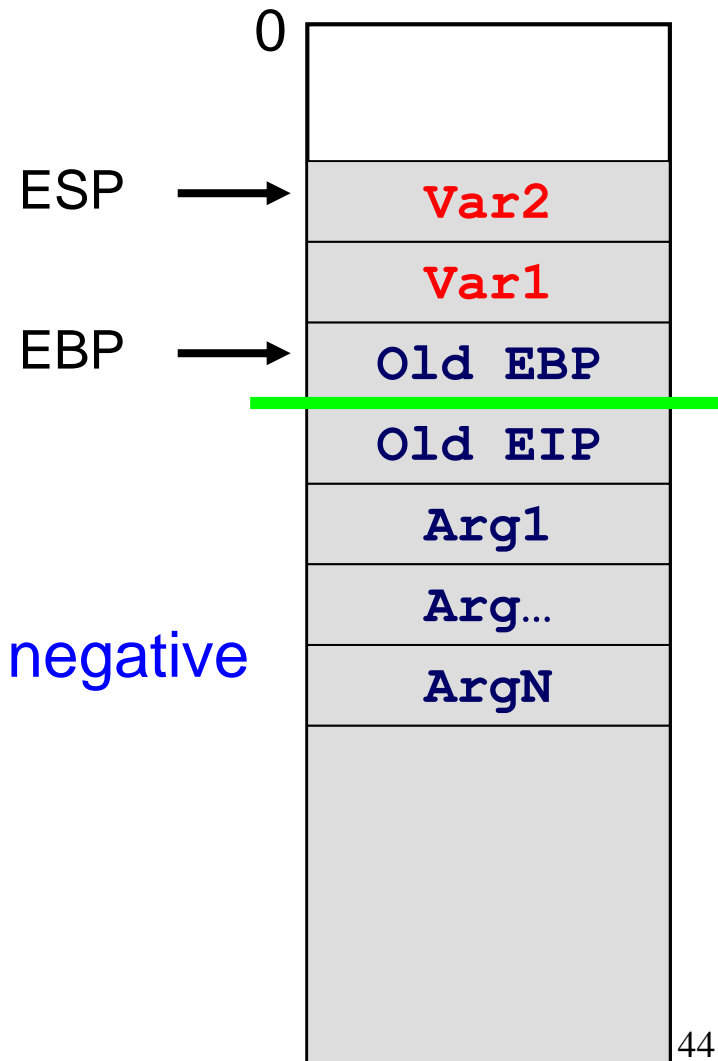 0
ESP
Var2
Var1
EBP
Old EBP
Old EIP
Arg1
Arg…
negative
ArgN
44